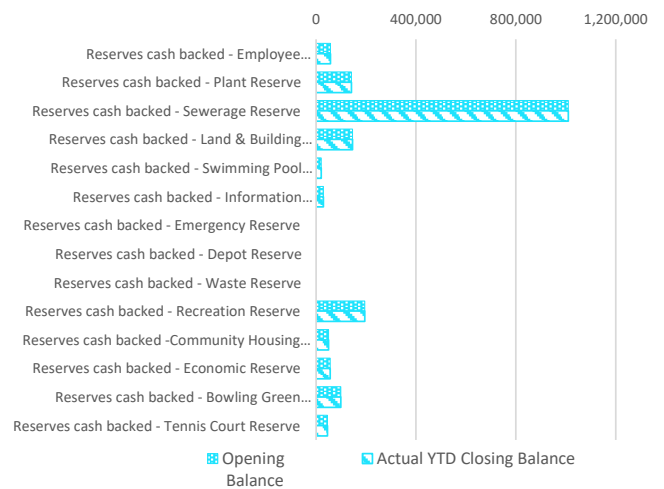 0 400,000 800,000 1,200,000
Reserves cash backed - Employee...
Reserves cash backed - Plant Reserve
Reserves cash backed - Sewerage Reserve
Reserves cash backed - Land & Building...
Reserves cash backed - Swimming Pool...
Reserves cash backed - Information...
Reserves cash backed - Emergency Reserve
Reserves cash backed - Depot Reserve
Reserves cash backed - Waste Reserve
Reserves cash backed - Recreation Reserve
Reserves cash backed -Community Housing...
Reserves cash backed - Economic Reserve
Reserves cash backed - Bowling Green...
Reserves cash backed - Tennis Court Reserve
Opening
Balance
Actual YTD Closing Balance